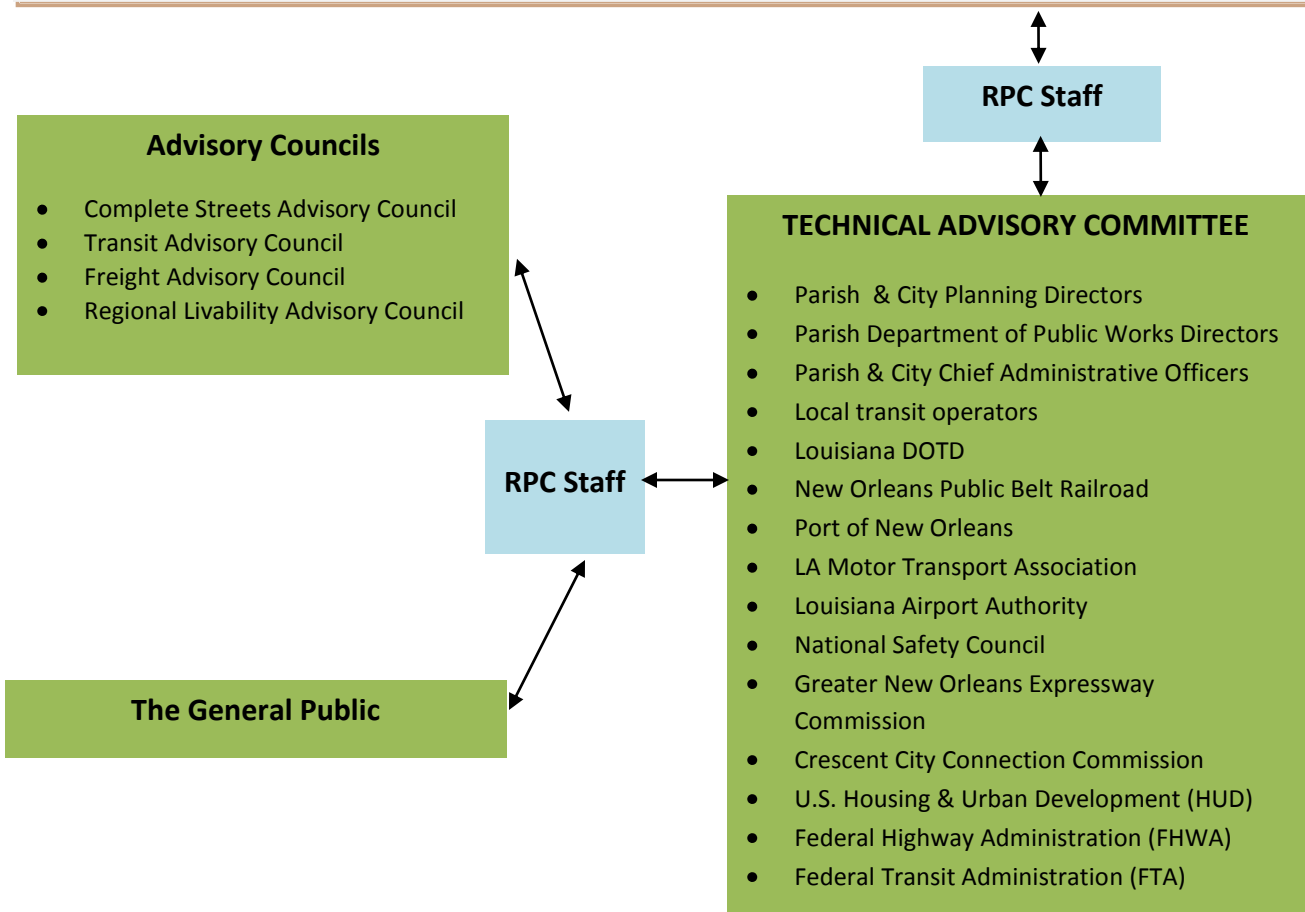 RPC Staff
Advisory Councils
• Complete Streets Advisory Council
• Transit Advisory Council
• Freight Advisory Council
• Regional Livability Advisory Council
RPC Staff
The General Public
TECHNICAL ADVISORY COMMITTEE
• Parish & City Planning Directors
• Parish Department of Public Works Directors
• Parish & City Chief Administrative Officers
• Local transit operators
• Louisiana DOTD
• New Orleans Public Belt Railroad
• Port of New Orleans
• LA Motor Transport Association
• Louisiana Airport Authority
• National Safety Council
• Greater New Orleans Expressway
Commission
• Crescent City Connection Commission
• U.S. Housing & Urban Development (HUD)
• Federal Highway Administration (FHWA)
• Federal Transit Administration (FTA)